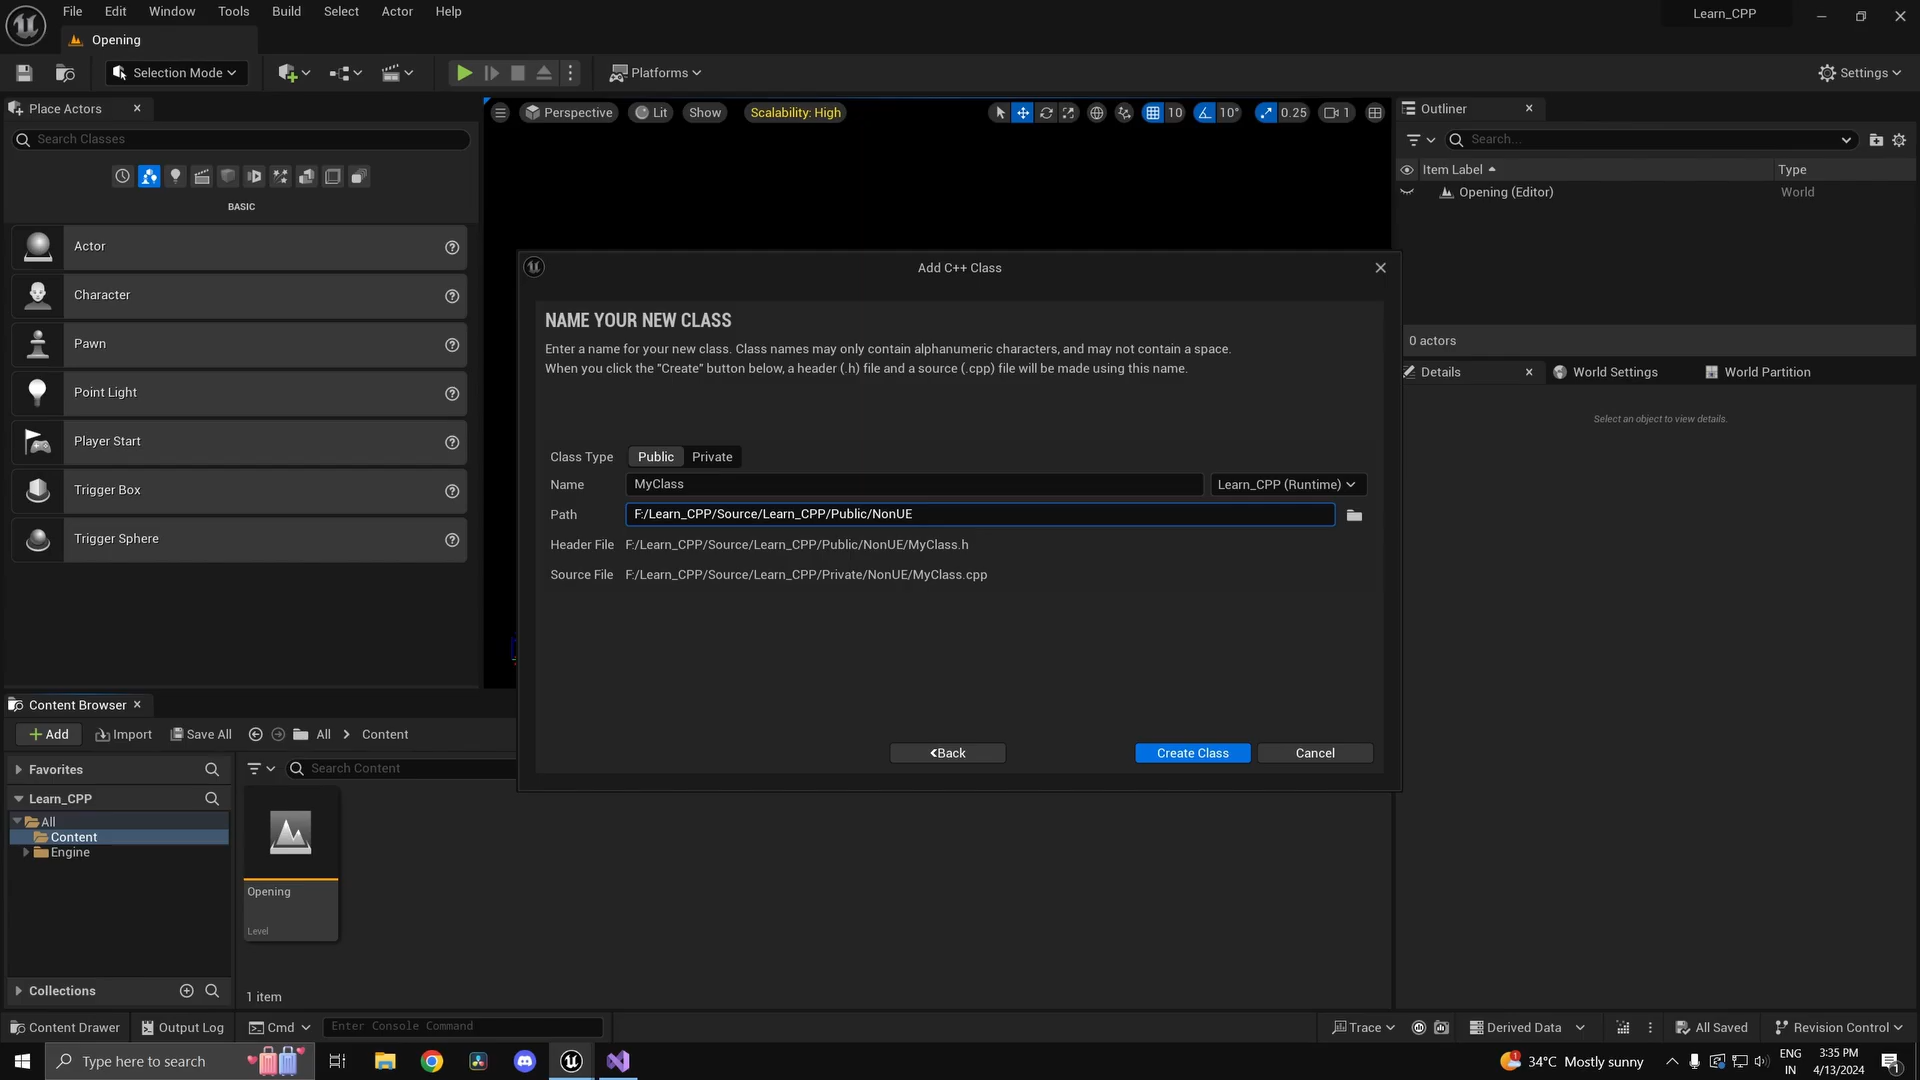 File Edit Window Tools Build Select Actor Help
Learn_CPP
Opening
Selection Mode
Platforms
Settings
Place Actors
Search Classes
BASIC
Actor
Character
Pawn
Point Light
Player Start
Trigger Box
Trigger Sphere
Perspective Lit Show Scalability: High 10 10° 0.25 1
Outliner
Search...
Item Label Type
Opening (Editor) World
0 actors
Details World Settings World Partition
Select an object to view details.
Add C++ Class
NAME YOUR NEW CLASS
Enter a name for your new class. Class names may only contain alphanumeric characters, and may not contain a space.
When you click the "Create" button below, a header (.h) file and a source (.cpp) file will be made using this name.
Class Type Public Private
Name MyClass Learn_CPP (Runtime)
Path F:/Learn_CPP/Source/Learn_CPP/Public/NonUE
Header File F:/Learn_CPP/Source/Learn_CPP/Public/NonUE/MyClass.h
Source File F:/Learn_CPP/Source/Learn_CPP/Private/NonUE/MyClass.cpp
Back Create Class Cancel
Content Browser
Add Import Save All All Content
Favorites
Search Content
Learn_CPP
All
Content
Engine
Opening
Level
Collections
1 item
Content Drawer Output Log Cmd Enter Console Command
Trace Derived Data All Saved Revision Control
Type here to search
1 34°C Mostly sunny
ENG
IN
3:35 PM
4/13/2024
1